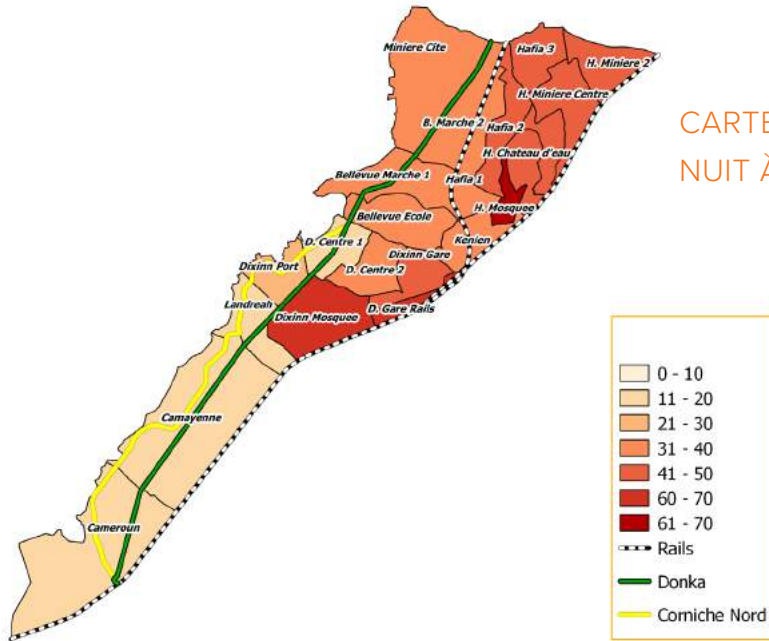 Miniere Cite
Hafia 3
H. Miniere 2
H. Miniere Centre
B. Marche 2
Hafia 2
H. Chateau d'eau
Bellevue Marche 1
Hafia 1
H. Mosquee
Bellevue Ecole
Kenien
D. Centre 1
Dixinn Gare
Dixinn Port
D. Centre 2
Landreah
D. Gare Rails
Dixinn Mosquee
Camayenne
Cameroun
CARTE
NUIT À
0 - 10
11 - 20
21 - 30
31 - 40
41 - 50
60 - 70
61 - 70
Rails
Donka
Corniche Nord